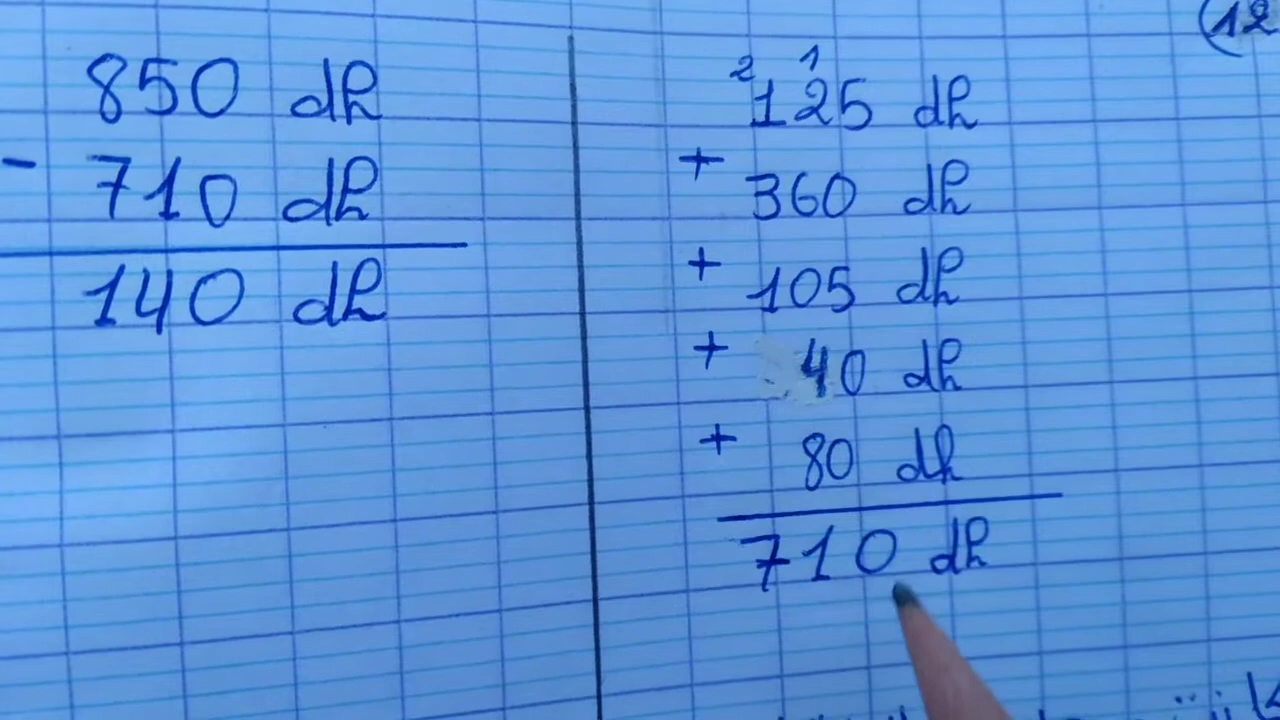 850 dh
- 710 dh
140 dh
2 1
125 dh
+ 360 dh
+ 105 dh
+ 40 dh
+ 80 dh
710 dh
(12